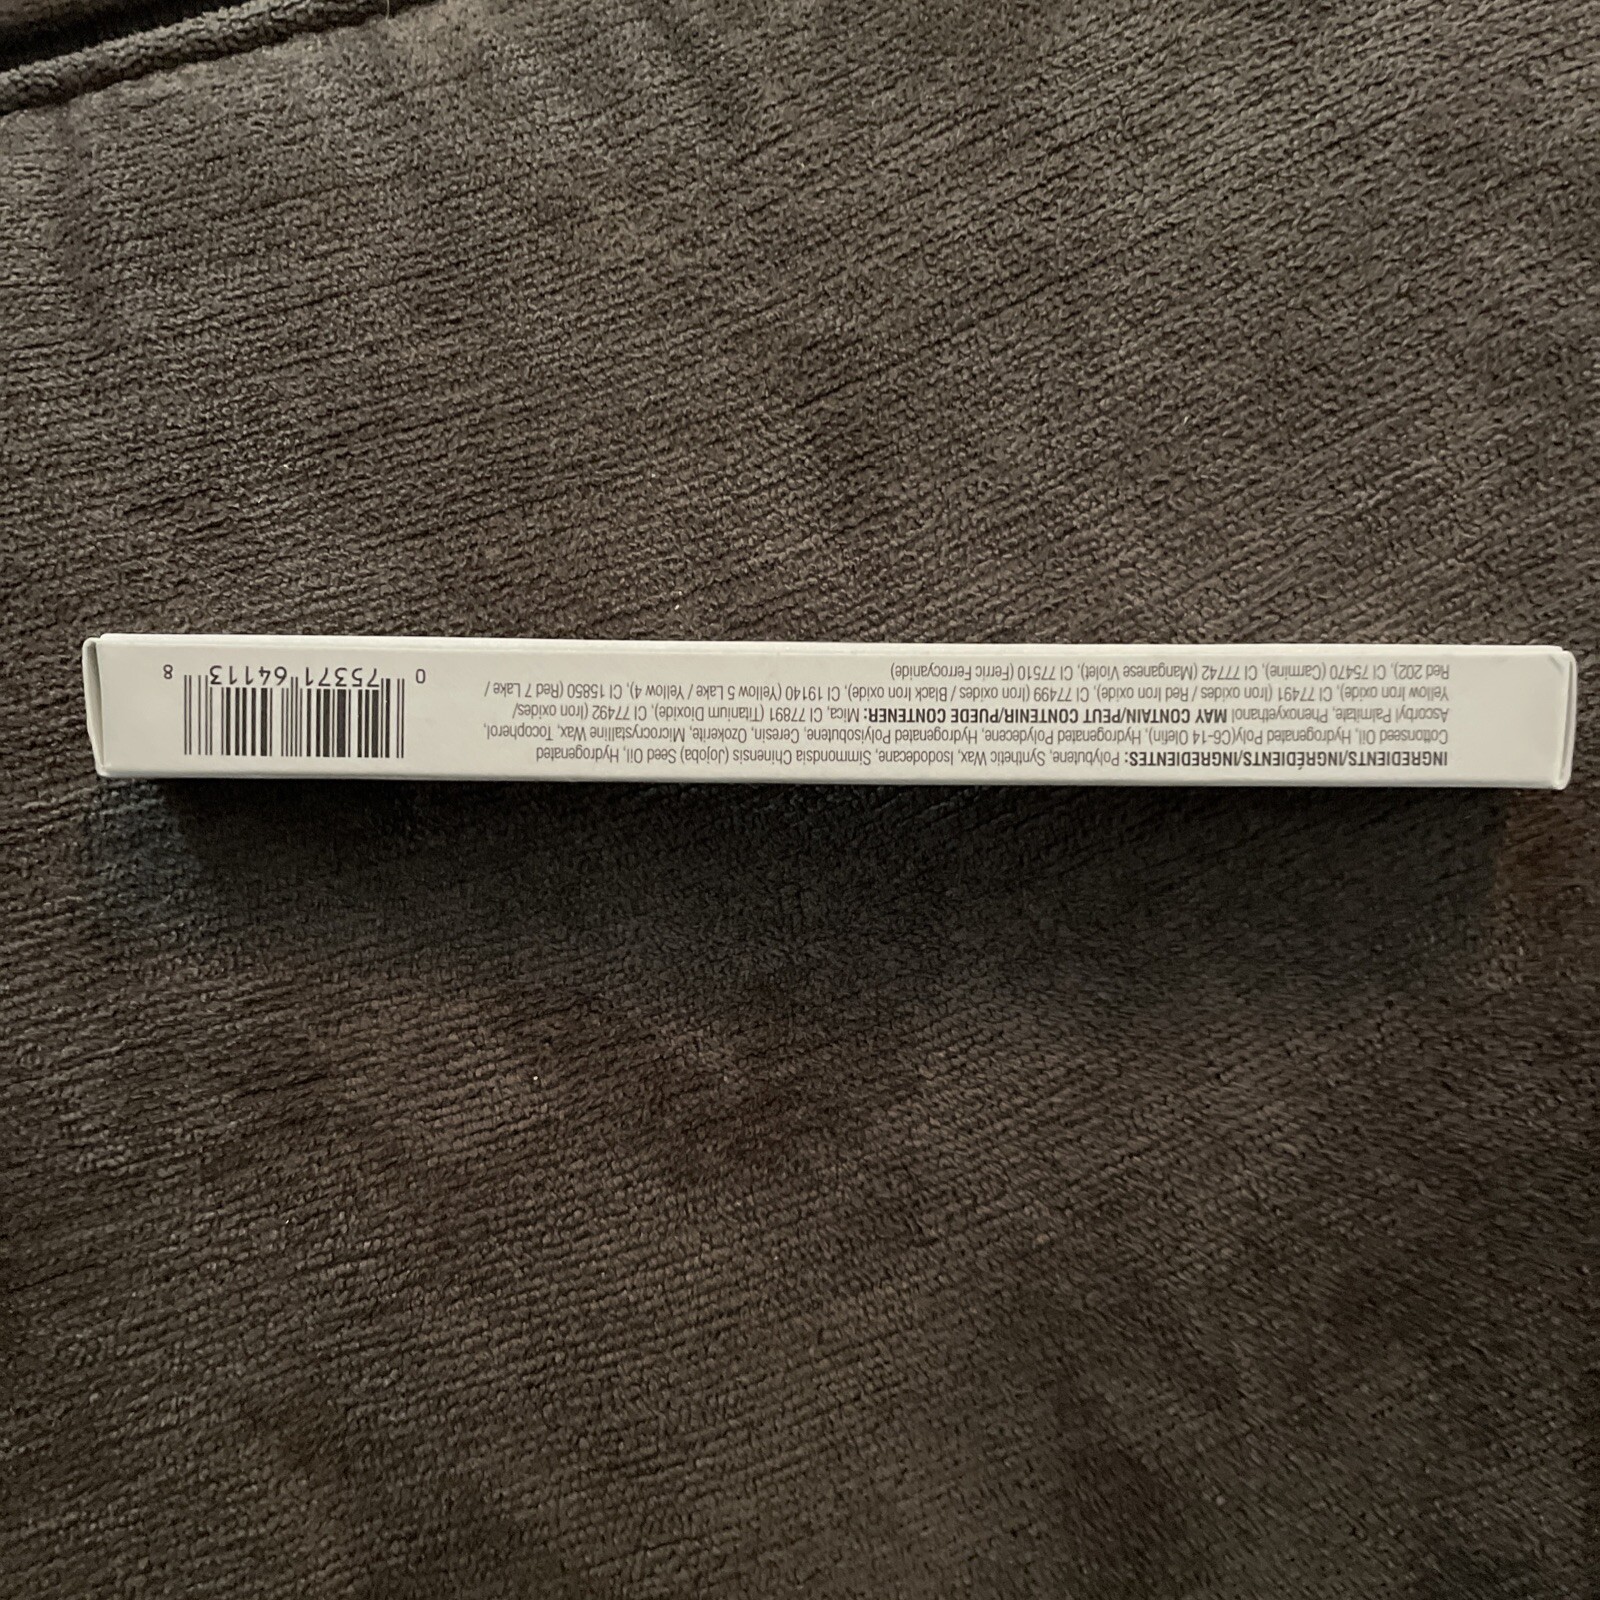 INGREDIENTS/INGRÉDIENTS/INGREDIENTES: Polybutene, Synthetic Wax, Isododecane, Simmondsia Chinensis (Jojoba) Seed Oil, Hydrogenated
Cottonseed Oil, Hydrogenated Poly(C6-14 Olefin), Hydrogenated Polydecene, Hydrogenated Polyisobutene, Ceresin, Ozokerite, Microcrystalline Wax, Tocopherol,
Ascorbyl Palmitate, Phenoxyethanol MAY CONTAIN/PEUT CONTENIR/PUEDE CONTENER: Mica, CI 77891 (Titanium Dioxide), CI 77492 (Iron oxides/
Yellow Iron oxide), CI 77491 (Iron oxides / Red Iron oxide), CI 77499 (Iron oxides / Black Iron oxide), CI 19140 (Yellow 5 Lake / Yellow 4), CI 15850 (Red 7 Lake /
Red 202), CI 75470 (Carmine), CI 77742 (Manganese Violet), CI 77510 (Ferric Ferrocyanide)
0 75371 64113 8